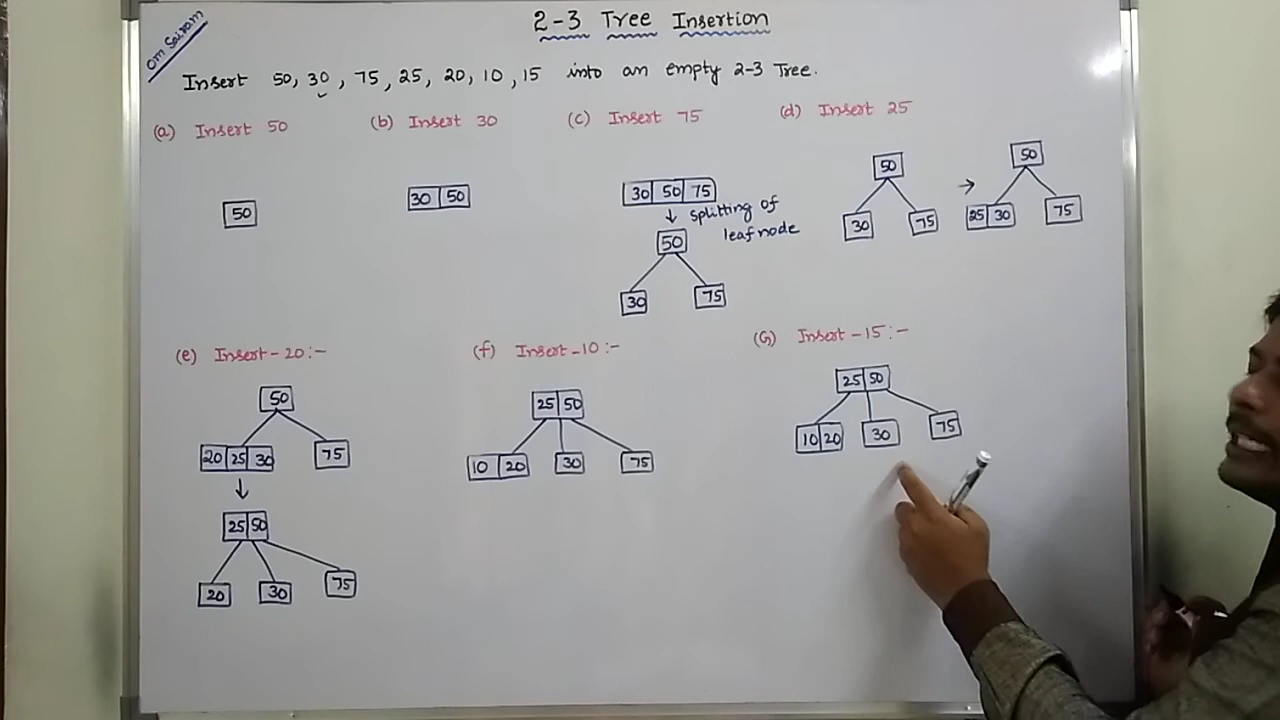 Om Sairam
2-3 Tree Insertion
Insert 50, 30, 75, 25, 20, 10, 15 into an empty 2-3 Tree.
(a) Insert 50
50
(b) Insert 30
30 50
(c) Insert 75
30 50 75
↓ Splitting of
leaf node
50
30 75
(d) Insert 25
50 → 50
30 75 25 30 75
(e) Insert-20:-
50
20 25 30 75
↓
25 50
20 30 75
(f) Insert-10:-
25 50
10 20 30 75
(G) Insert-15:-
25 50
10 20 30 75